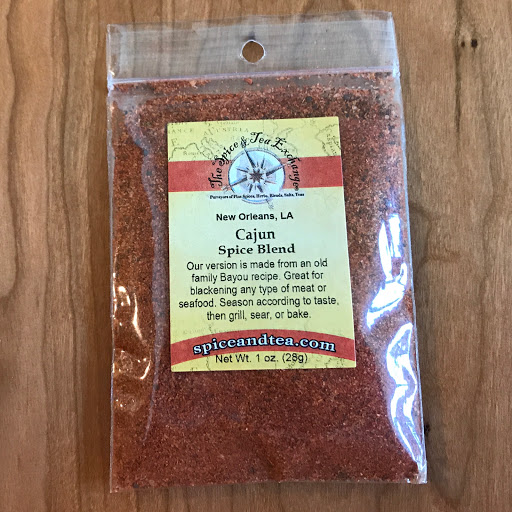 The Spice & Tea Exchange
Purveyors of Fine Spices, Herbs, Blends, Salts, Teas
New Orleans, LA
Cajun
Spice Blend
Our version is made from an old
family Bayou recipe. Great for
blackening any type of meat or
seafood. Season according to taste,
then grill, sear, or bake.
spiceandtea.com
Net Wt. 1 oz. (28g)